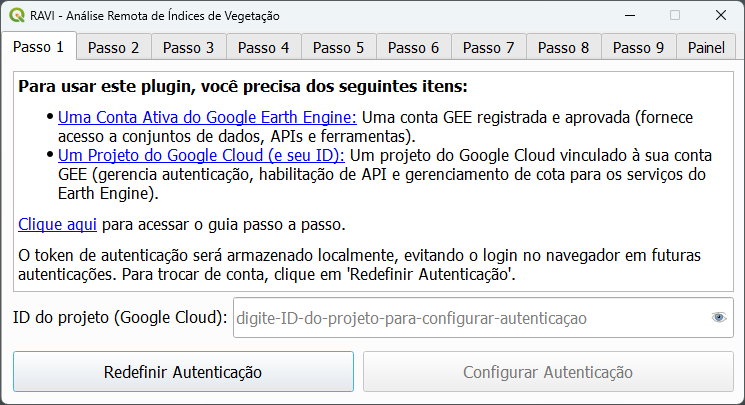 RAVI - Análise Remota de Índices de Vegetação
Passo 1 Passo 2 Passo 3 Passo 4 Passo 5 Passo 6 Passo 7 Passo 8 Passo 9 Painel
Para usar este plugin, você precisa dos seguintes itens:
• Uma Conta Ativa do Google Earth Engine: Uma conta GEE registrada e aprovada (fornece
acesso a conjuntos de dados, APIs e ferramentas).
• Um Projeto do Google Cloud (e seu ID): Um projeto do Google Cloud vinculado à sua conta
GEE (gerencia autenticação, habilitação de API e gerenciamento de cota para os serviços do
Earth Engine).
Clique aqui para acessar o guia passo a passo.
O token de autenticação será armazenado localmente, evitando o login no navegador em futuras
autenticações. Para trocar de conta, clique em 'Redefinir Autenticação'.
ID do projeto (Google Cloud): digite-ID-do-projeto-para-configurar-autenticaçao
Redefinir Autenticação Configurar Autenticação